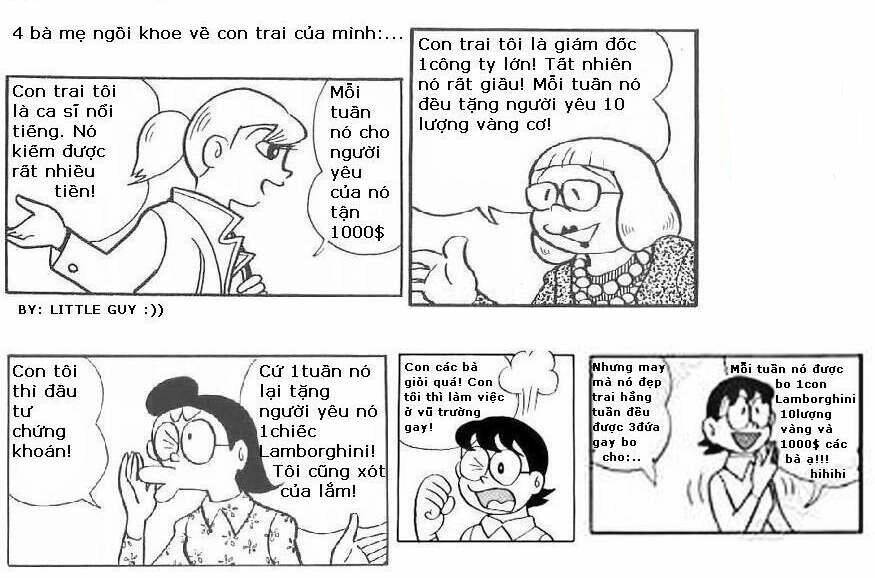 4 bà mẹ ngồi khoe về con trai của mình:...
Con trai tôi
là ca sĩ nổi
tiếng. Nó
kiếm được
rất nhiều
tiền!
Mỗi
tuần
nó cho
người
yêu
của nó
tận
1000$
Con trai tôi là giám đốc
1công ty lớn! Tất nhiên
nó rất giầu! Mỗi tuần nó
đều tặng người yêu 10
lượng vàng cơ!
BY: LITTLE GUY :))
Con tôi
thì đầu
tư
chứng
khoán!
Cứ 1tuần nó
lại tặng
người yêu nó
1chiếc
Lamborghini!
Tôi cũng xót
của lắm!
Con các bà
giỏi quá! Con
tôi thì làm việc
ở vũ trường
gay!
Nhưng may
mà nó đẹp
trai hằng
tuần đều
được 3đứa
gay bo
cho:..
Mỗi tuần nó được
bo 1con
Lamborghini
10lượng
vàng và
1000$ các
bà ạ!!!
hihihi